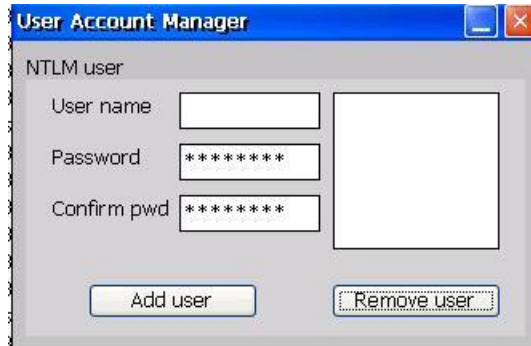 User Account Manager
NTLM user
User name
Password ********
Confirm pwd ********
Add user Remove user